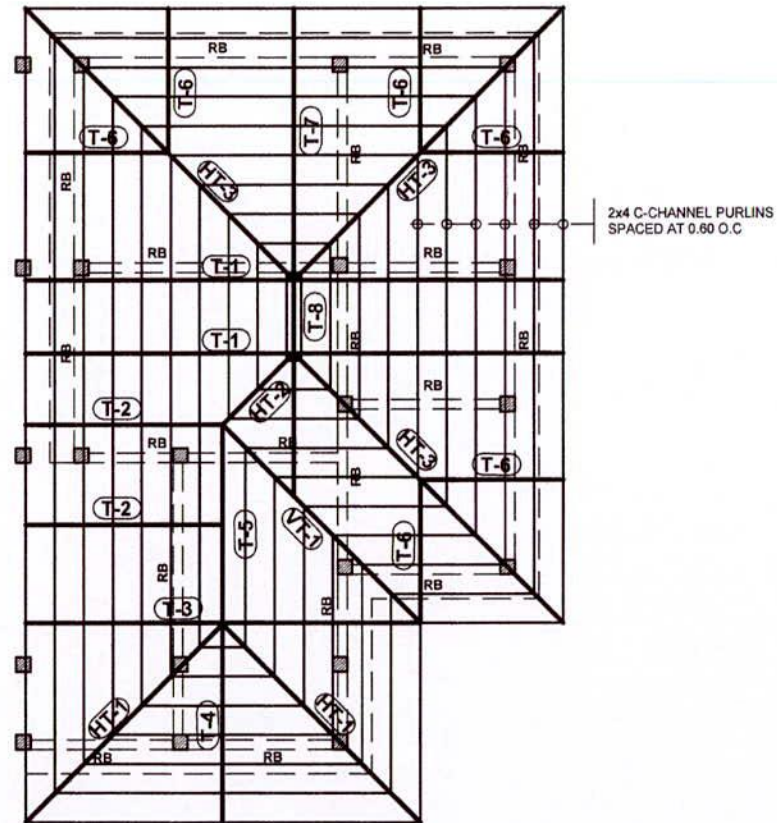 RB RB
T-6 T-7 T-6
T-6 RB T-6 RB
RB HT-3 HT-3
2x4 C-CHANNEL PURLINS
SPACED AT 0.60 O.C
RB T-1 RB
T-8
RB T-1 RB
HT-2 RB
T-2
RB RB HT-3 T-6
RB
T-2 T-5 VT-1 T-6
RB RB
T-3 RB
HT-1 T-4 HT-1
RB RB